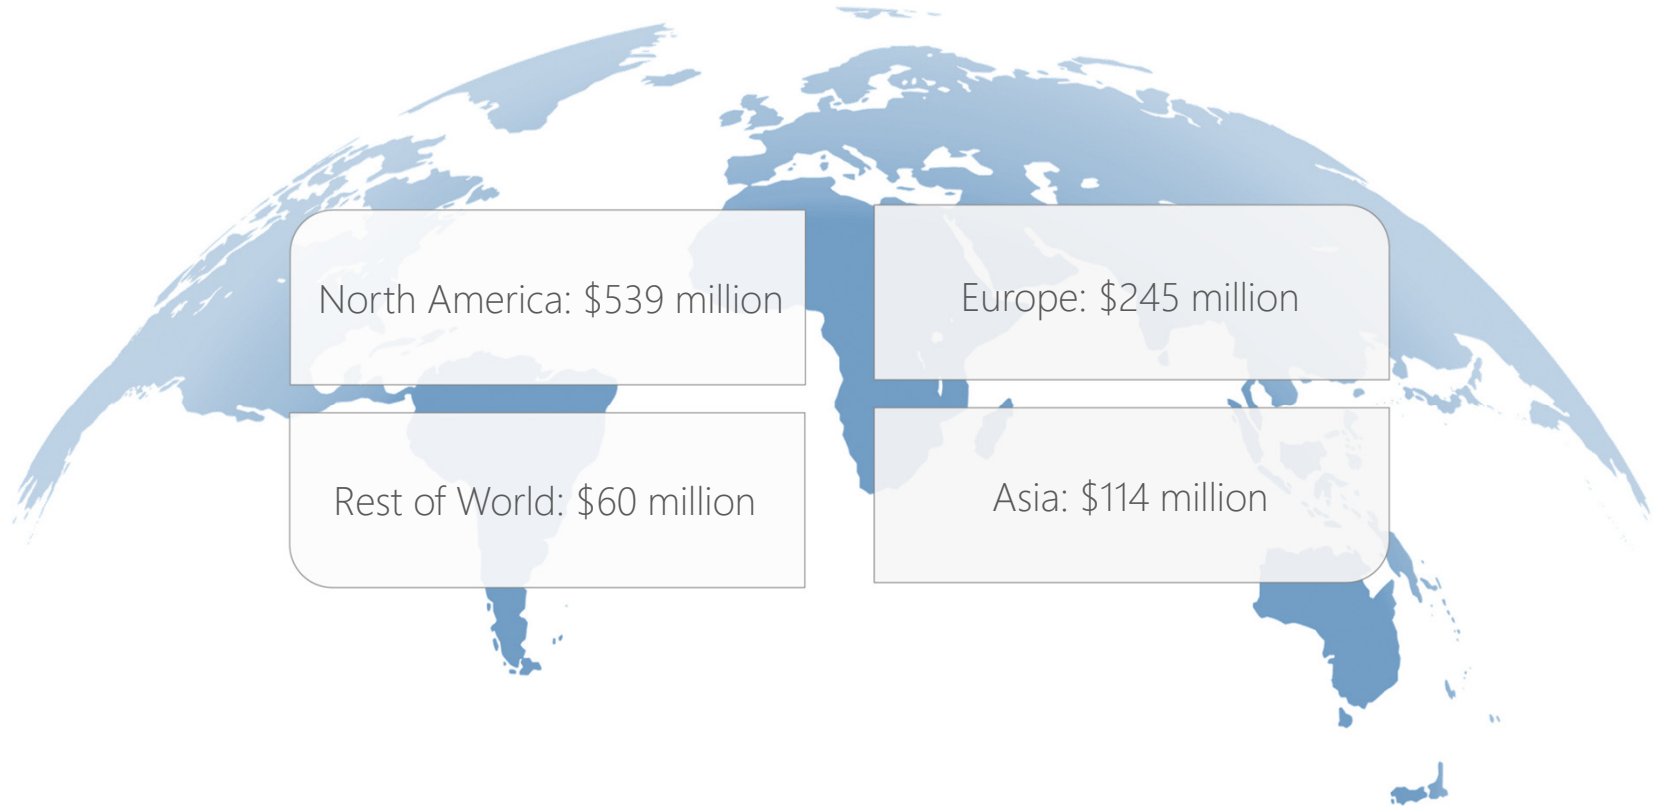 North America: $539 million
Europe: $245 million
Rest of World: $60 million
Asia: $114 million